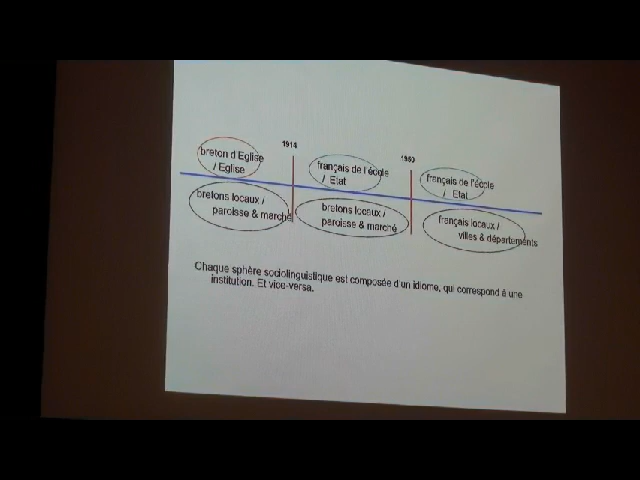 1914
1960
breton d'Eglise
/ Eglise
français de l'école
/ Etat
français de l'école
/ Etat
bretons locaux /
paroisse & marché
bretons locaux /
paroisse & marché
français locaux /
villes & départements
Chaque sphère sociolinguistique est composée d'un idiome, qui correspond à une
institution. Et vice-versa.